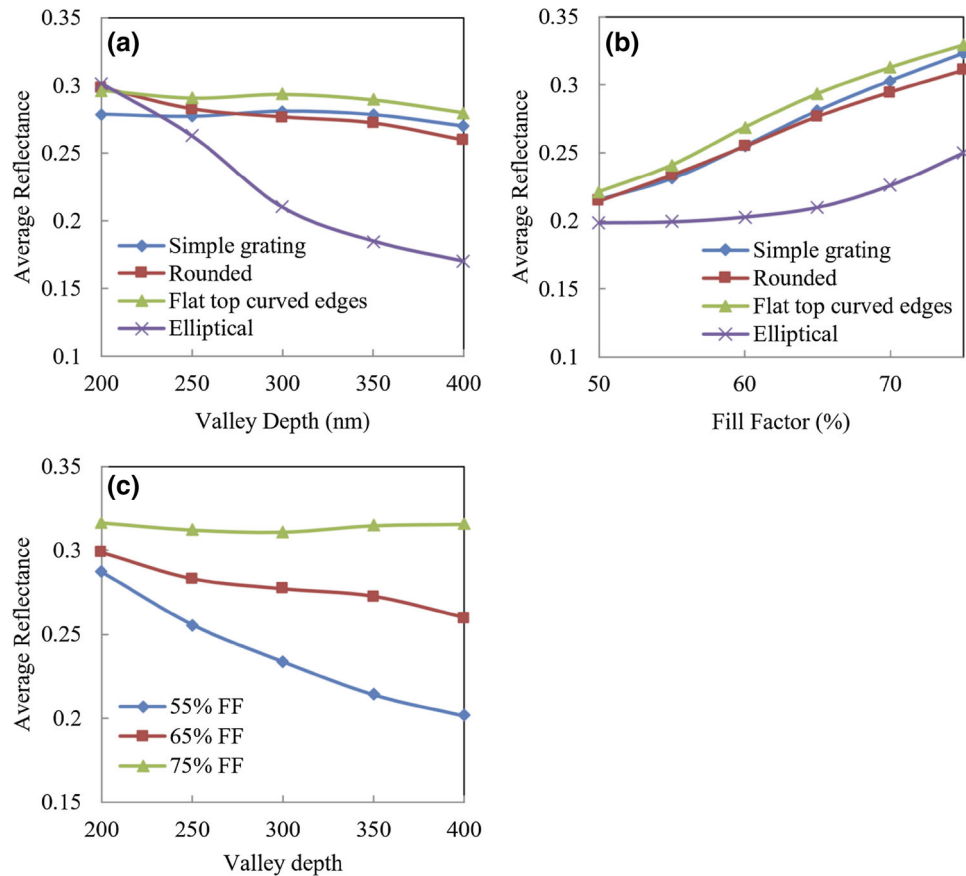 (a)
0.35
0.3
0.25
0.2
0.15
0.1
Average Reflectance
Simple grating
Rounded
Flat top curved edges
Elliptical
200 250 300 350 400
Valley Depth (nm)
(b)
0.35
0.3
0.25
0.2
0.15
0.1
Average Reflectance
Simple grating
Rounded
Flat top curved edges
Elliptical
50 60 70
Fill Factor (%)
(c)
0.35
0.3
0.25
0.2
0.15
Average Reflectance
55% FF
65% FF
75% FF
200 250 300 350 400
Valley depth